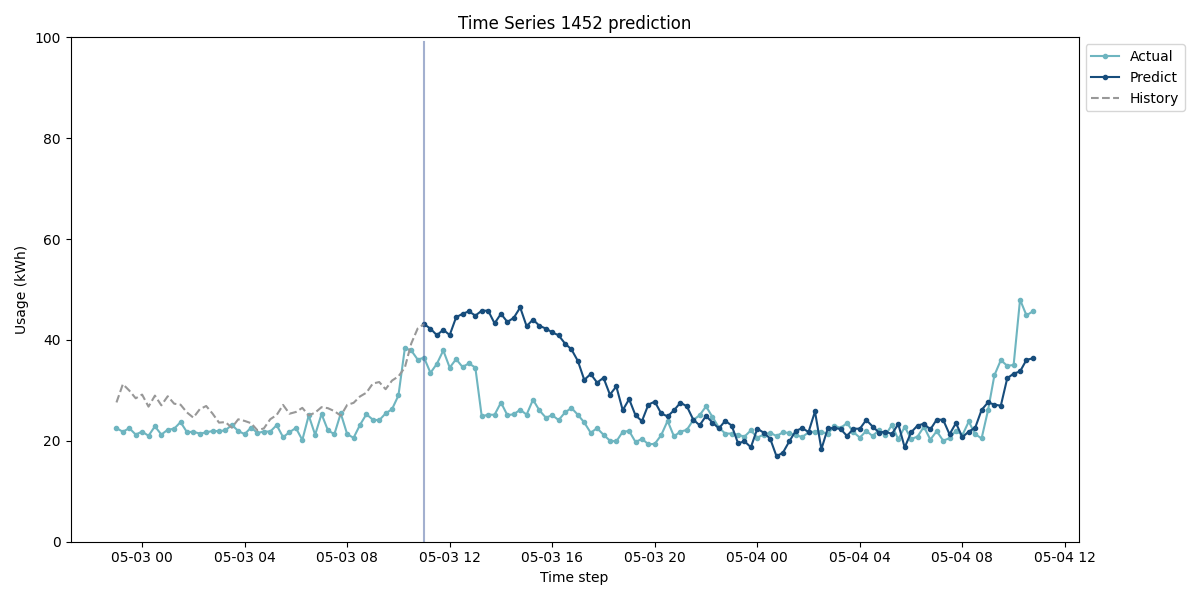 Time Series 1452 prediction
100
80
60
40
20
0
Usage (kWh)
05-03 00 05-03 04 05-03 08 05-03 12 05-03 16 05-03 20 05-04 00 05-04 04 05-04 08 05-04 12
Time step
Actual
Predict
History